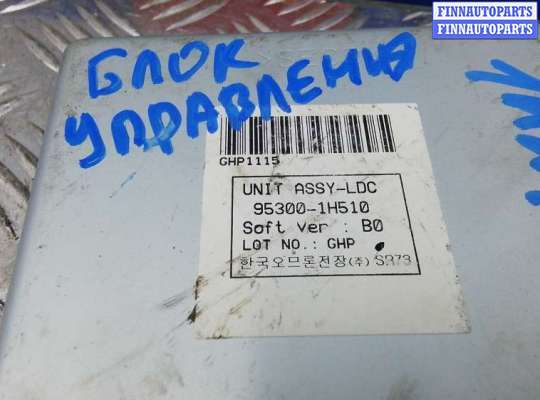 FINNAUTOPARTS
FINNAUTOPARTS
БЛОК
УПРАВЛЕНИЯ
GHP1115
UNIT ASSY-LDC
95300-1H510
Soft ver : B0
LOT NO.: GHP
한국오므론전장(주) SR73